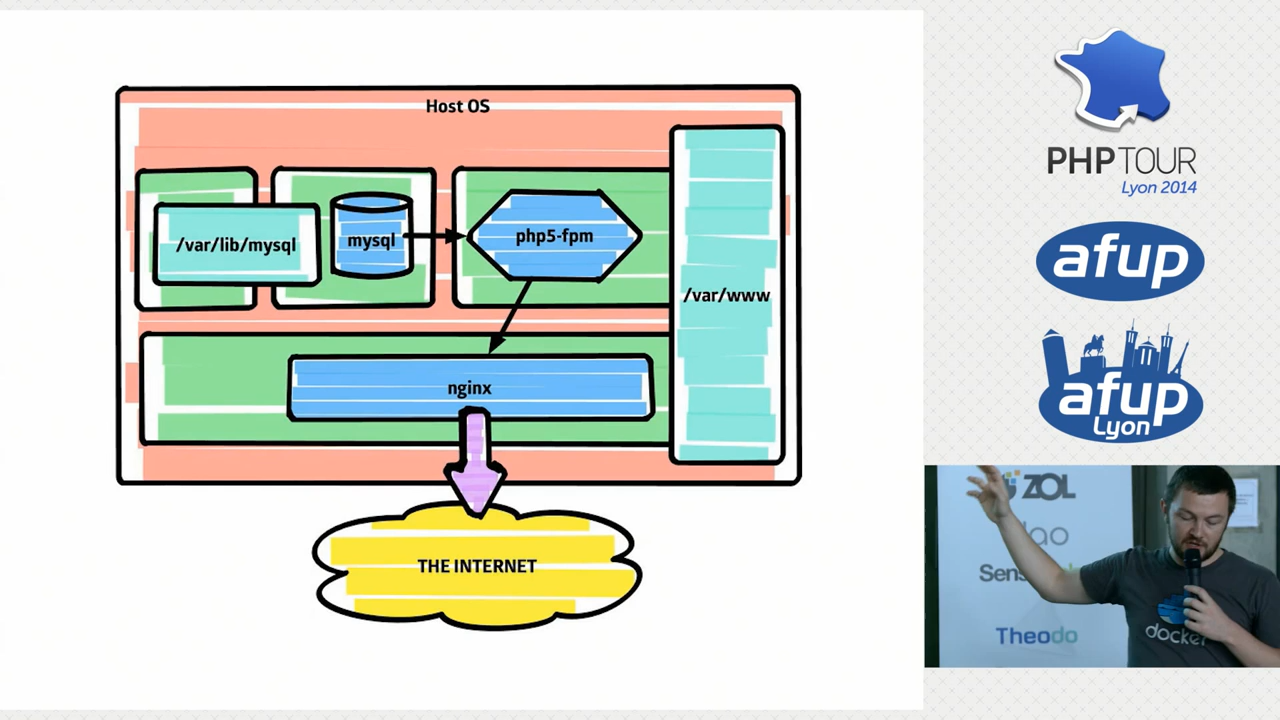 Host OS
/var/lib/mysql
mysql
php5-fpm
/var/www
nginx
THE INTERNET
PHP TOUR
Lyon 2014
afup
afup
Lyon
ZOL
Theodo
docker